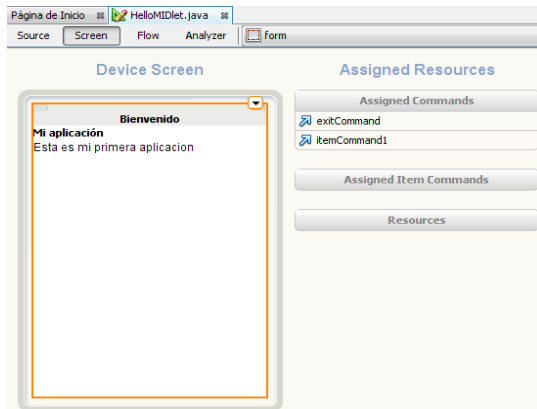 Página de Inicio HelloMIDlet.java
Source Screen Flow Analyzer form
Device Screen
Assigned Resources
Bienvenido
Mi aplicación
Esta es mi primera aplicacion
Assigned Commands
exitCommand
itemCommand1
Assigned Item Commands
Resources